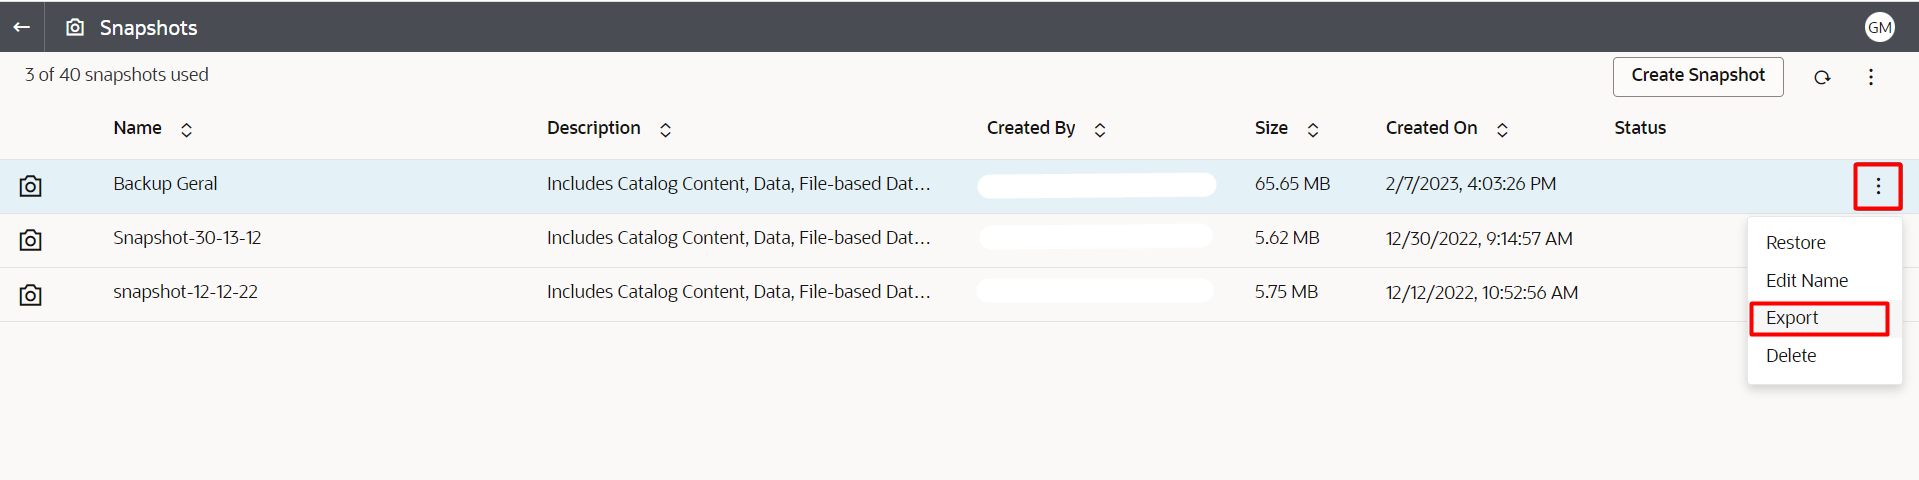 Snapshots
GM
3 of 40 snapshots used
Create Snapshot
Name Description Created By Size Created On Status
Backup Geral Includes Catalog Content, Data, File-based Dat... 65.65 MB 2/7/2023, 4:03:26 PM
Snapshot-30-13-12 Includes Catalog Content, Data, File-based Dat... 5.62 MB 12/30/2022, 9:14:57 AM
snapshot-12-12-22 Includes Catalog Content, Data, File-based Dat... 5.75 MB 12/12/2022, 10:52:56 AM
Restore
Edit Name
Export
Delete